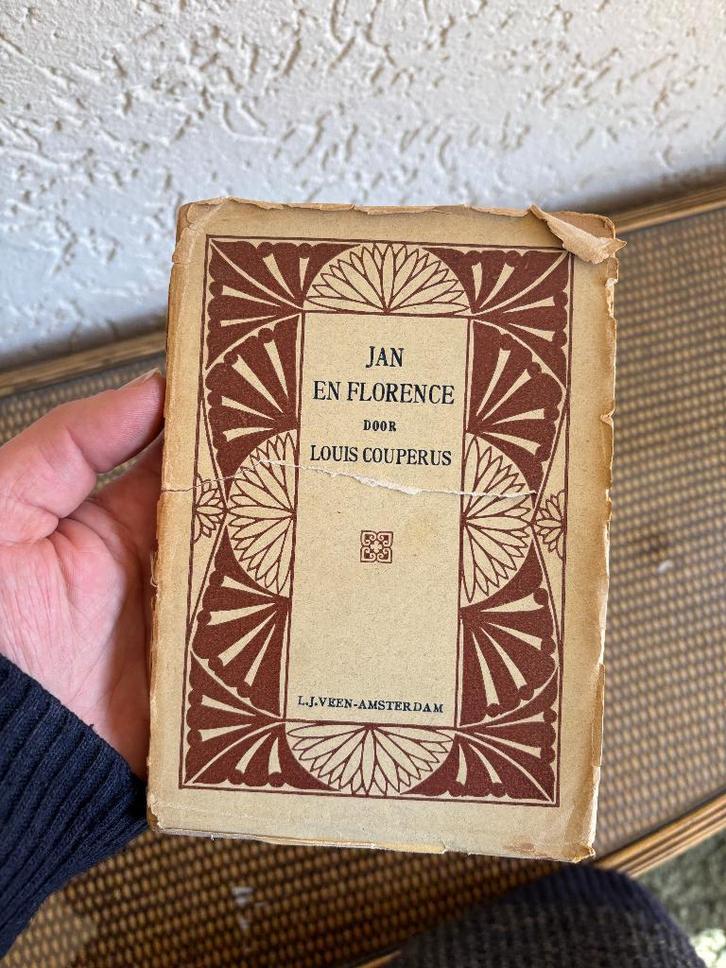 JAN
EN FLORENCE
DOOR
LOUIS COUPERUS
L.J.VEEN-AMSTERDAM